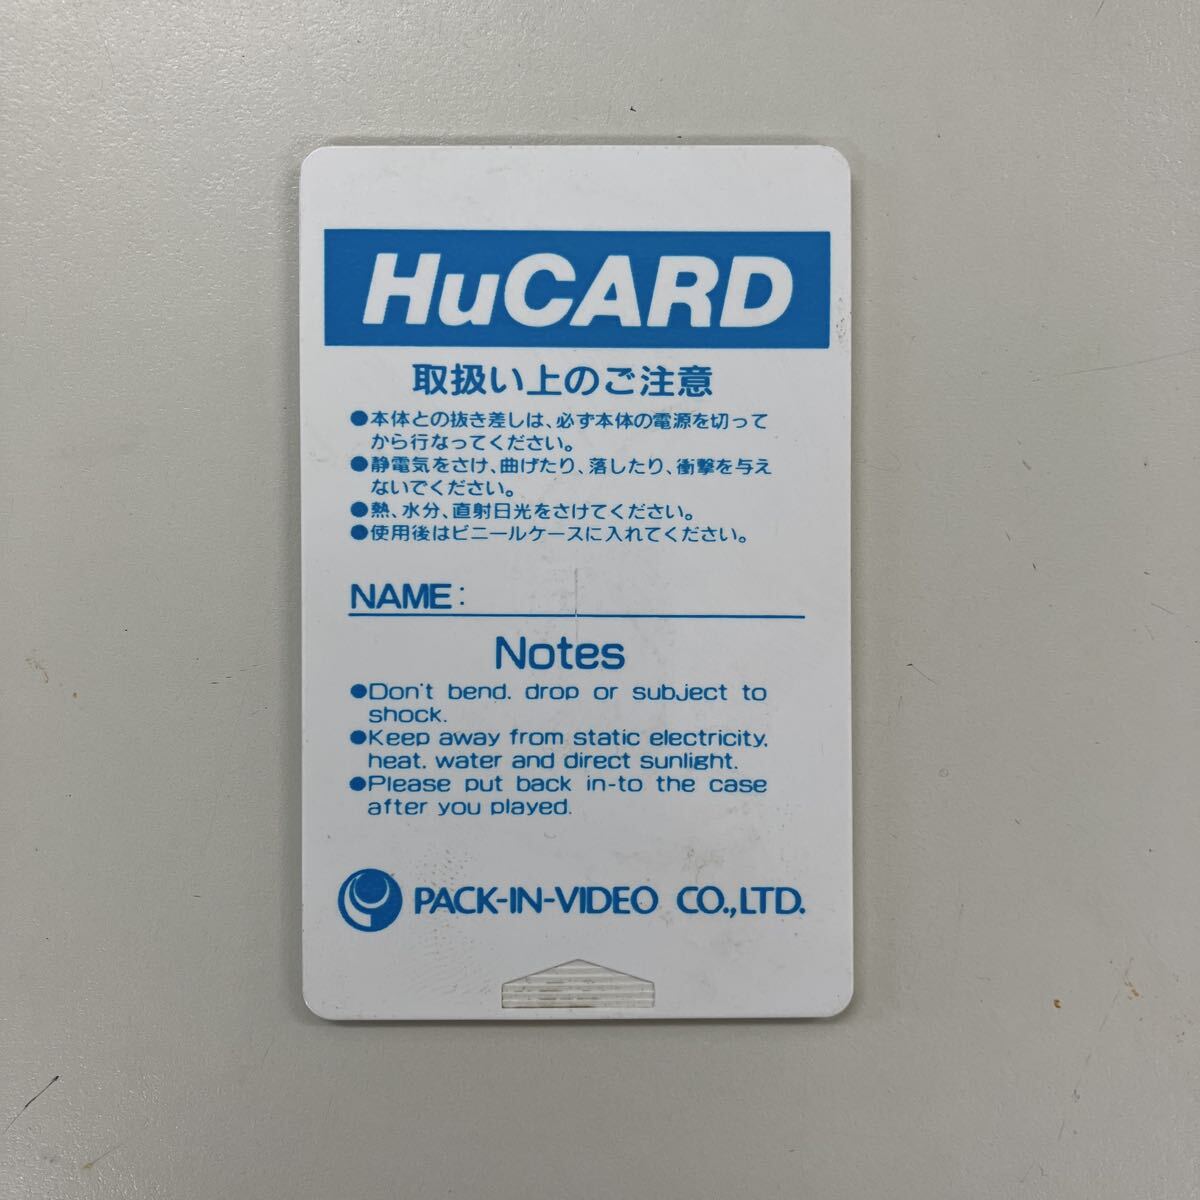 HuCARD
取扱い上のご注意
●本体との抜き差しは、必ず本体の電源を切って
から行なってください。
●静電気をさけ、曲げたり、落したり、衝撃を与え
ないでください。
●熱、水分、直射日光をさけてください。
●使用後はビニールケースに入れてください。
NAME:
Notes
●Don't bend, drop or subject to
shock.
●Keep away from static electricity,
heat, water and direct sunlight.
●Please put back in-to the case
after you played.
PACK-IN-VIDEO CO.,LTD.